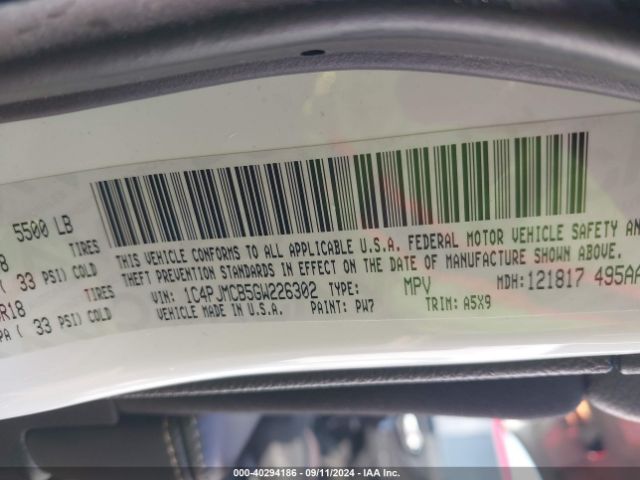 5500 LB
TIRES
( 33 PSI) COLD
TIRES
R18
PA ( 33 PSI) COLD
THIS VEHICLE CONFORMS TO ALL APPLICABLE U.S.A. FEDERAL MOTOR VEHICLE SAFETY AN
THEFT PREVENTION STANDARDS IN EFFECT ON THE DATE OF MANUFACTURE SHOWN ABOVE.
VIN: 1C4PJMCB5GW226302 TYPE: MPV MDH: 121817 495AA
VEHICLE MADE IN U.S.A. PAINT: PW7 TRIM: A5X9
000-40294186 - 09/11/2024 - IAA Inc.